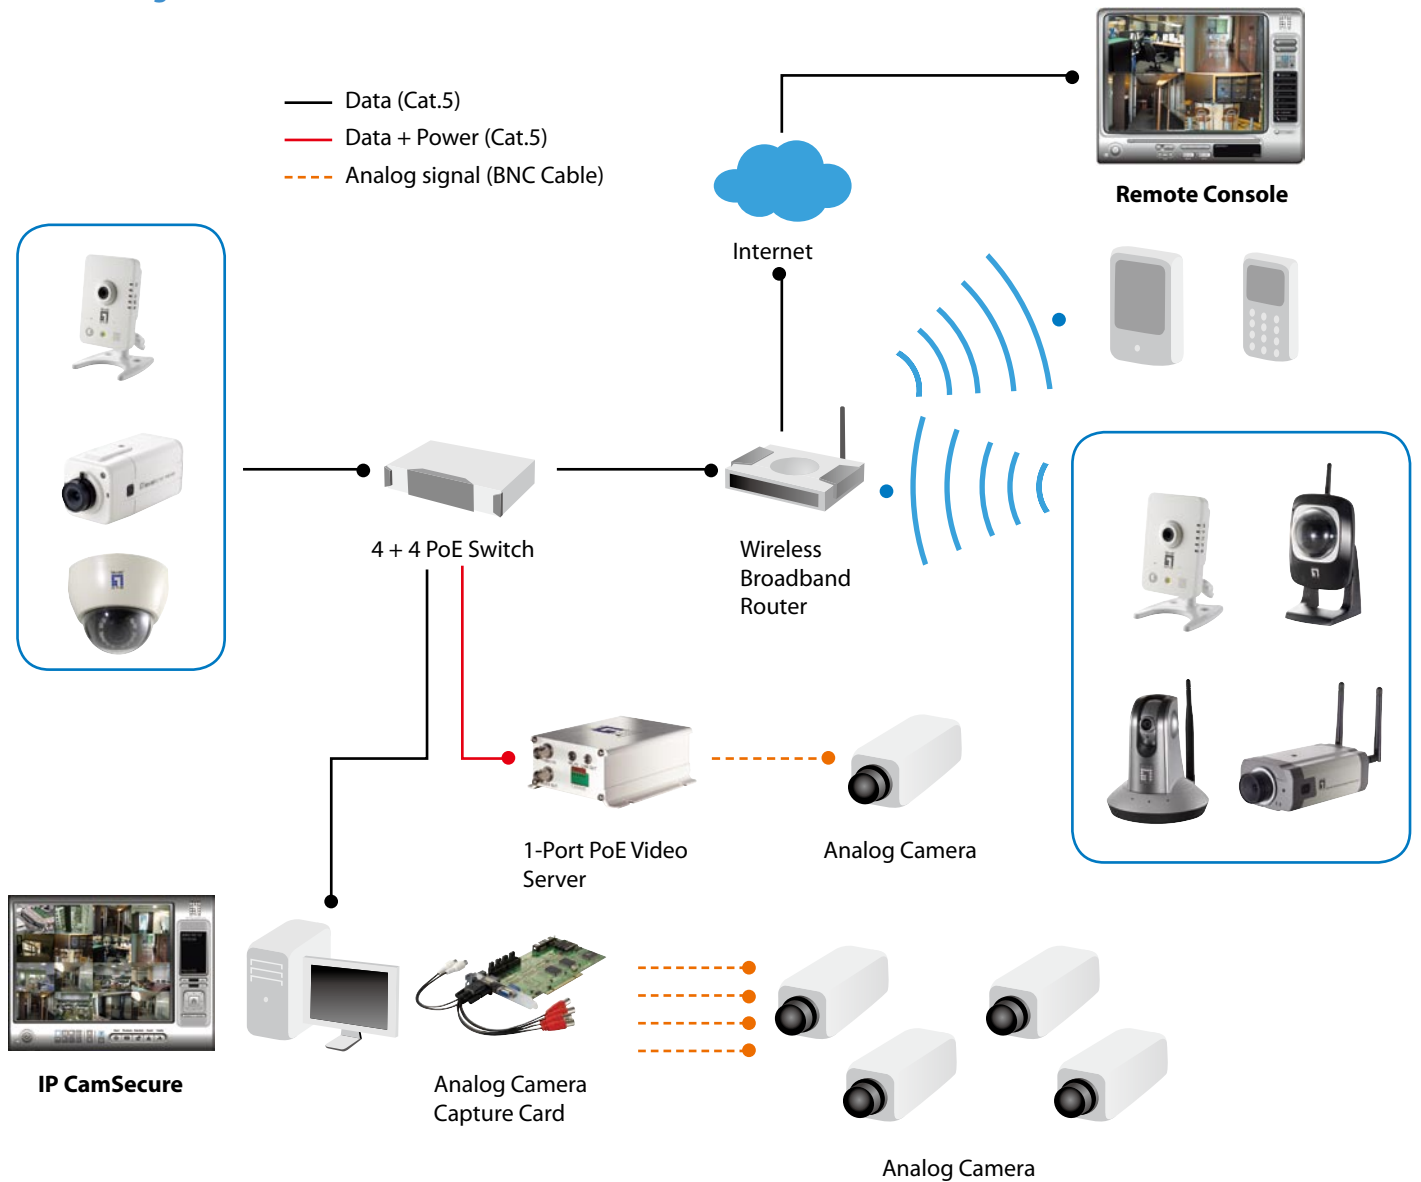 Data (Cat.5)
Data + Power (Cat.5)
Analog signal (BNC Cable)
Remote Console
Internet
4 + 4 PoE Switch
Wireless
Broadband
Router
1-Port PoE Video
Server
Analog Camera
IP CamSecure
Analog Camera
Capture Card
Analog Camera